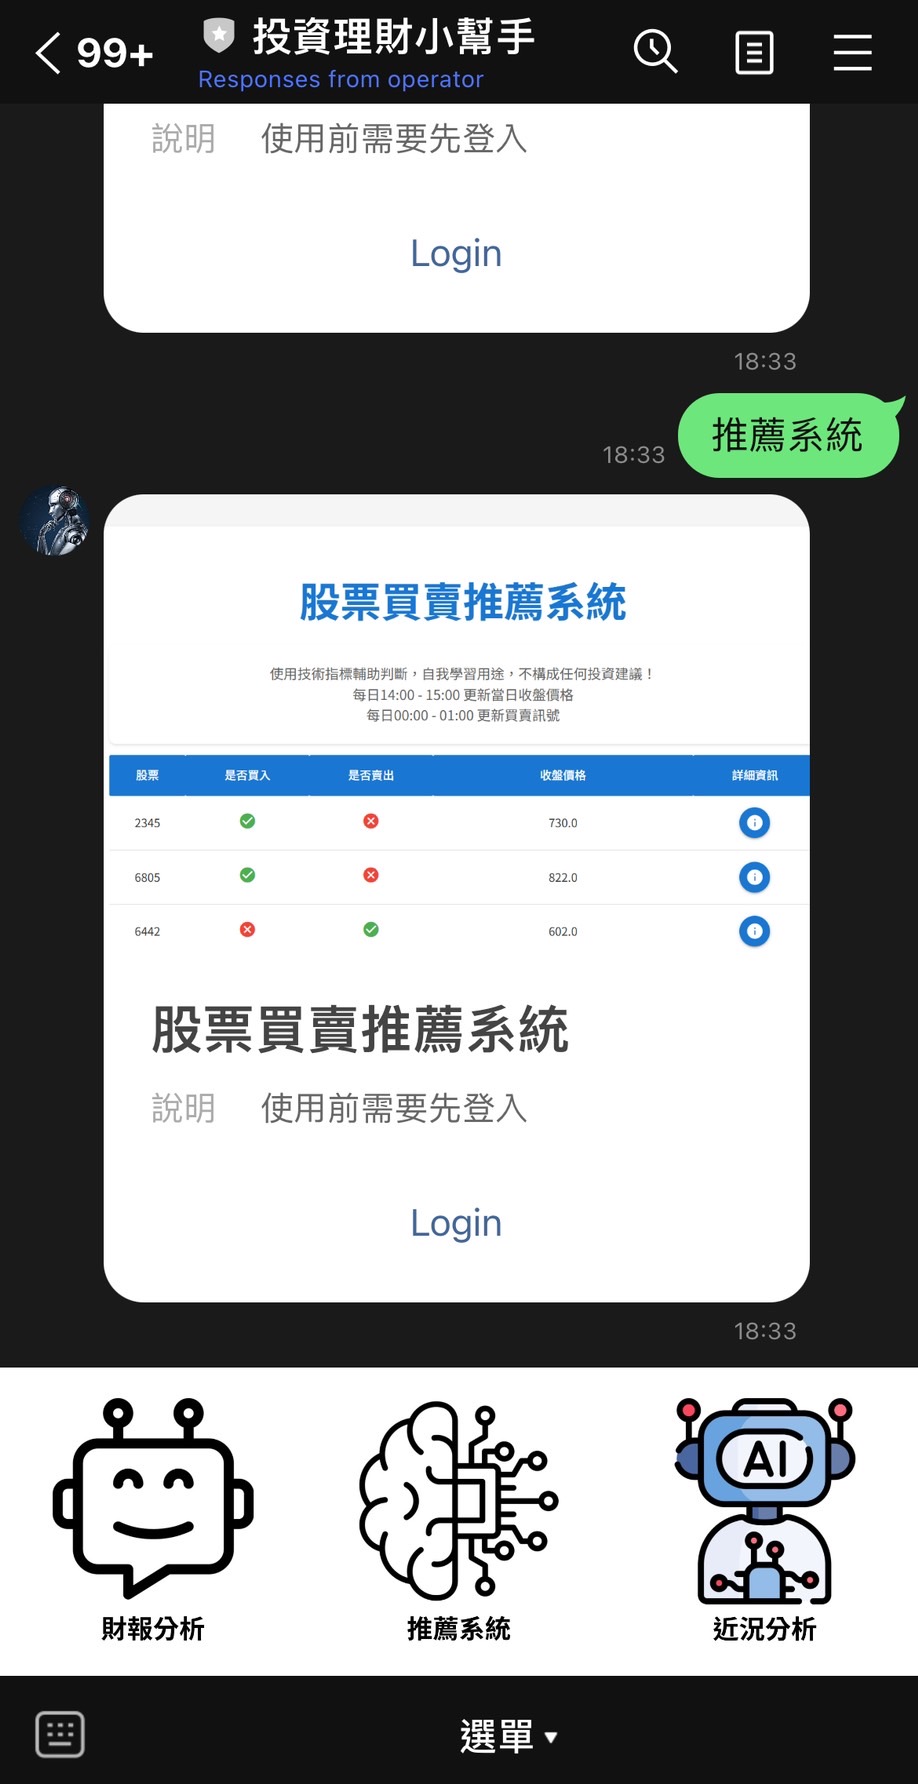 99+
投資理財小幫手
Responses from operator
說明 使用前需要先登入
Login
18:33
推薦系統
18:33
股票買賣推薦系統
使用技術指標輔助判斷，自我學習用途，不構成任何投資建議！
每日14:00 - 15:00 更新當日收盤價格
每日00:00 - 01:00 更新買賣訊號
股票 是否買入 是否賣出 收盤價格 詳細資訊
2345 730.0
6805 822.0
6442 602.0
股票買賣推薦系統
說明 使用前需要先登入
Login
18:33
AI
財報分析 推薦系統 近況分析
選單